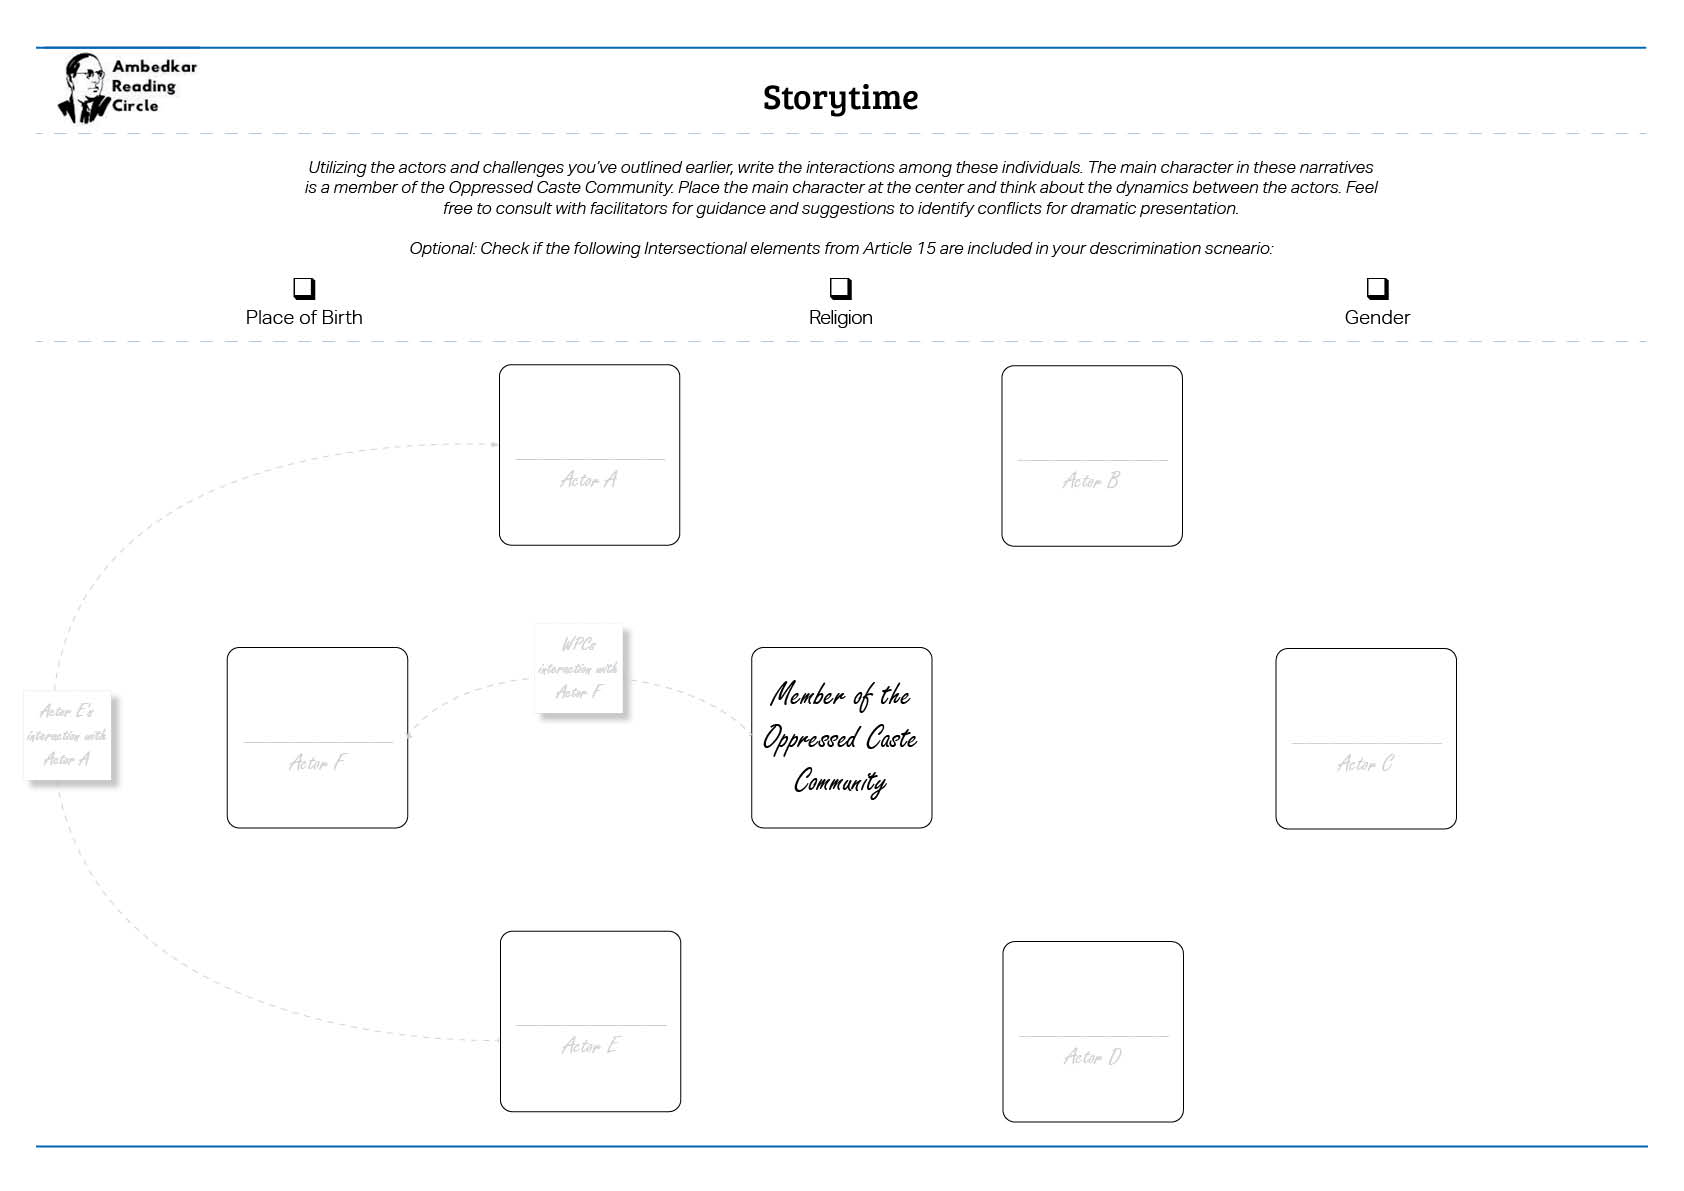 Ambedkar
Reading
Circle
Storytime
Utilizing the actors and challenges you've outlined earlier, write the interactions among these individuals. The main character in these narratives
is a member of the Oppressed Caste Community. Place the main character at the center and think about the dynamics between the actors. Feel
free to consult with facilitators for guidance and suggestions to identify conflicts for dramatic presentation.
Optional: Check if the following Intersectional elements from Article 15 are included in your descrimination scneario:
Place of Birth
Religion
Gender
Actor A
Actor B
WPCs
interaction with
Actor F
Actor E's
interaction with
Actor A
Actor F
Member of the
Oppressed Caste
Community
Actor C
Actor E
Actor D